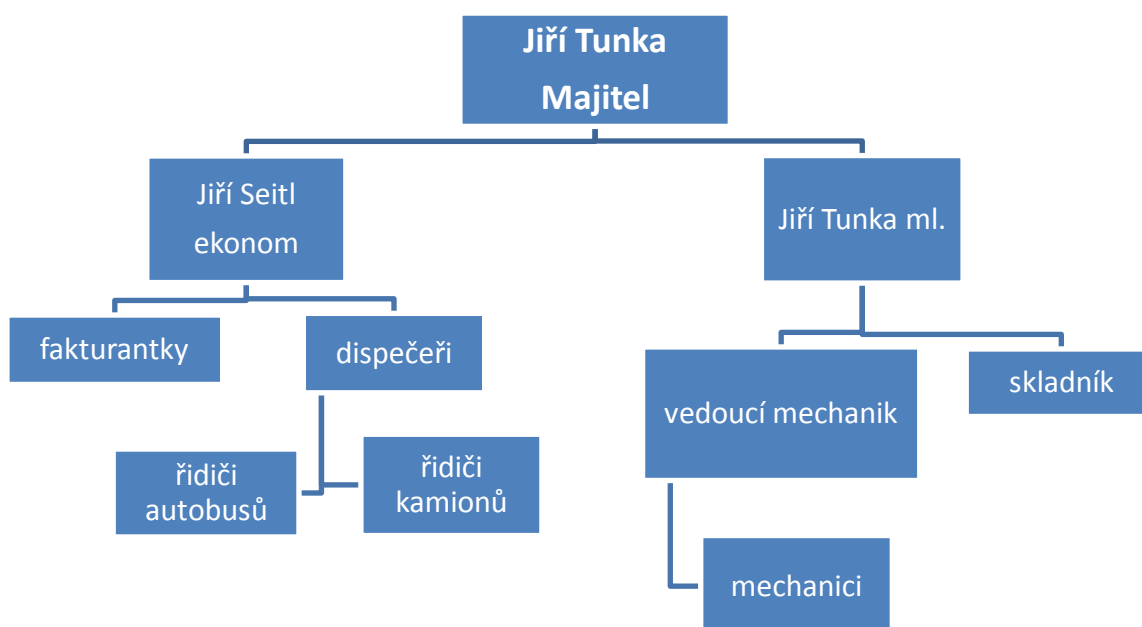 Jiří Tunka
Majitel
Jiří Seitl
ekonom
Jiří Tunka ml.
fakturantky
dispečeři
vedoucí mechanik
skladník
řidiči
autobusů
řidiči
kamionů
mechanici